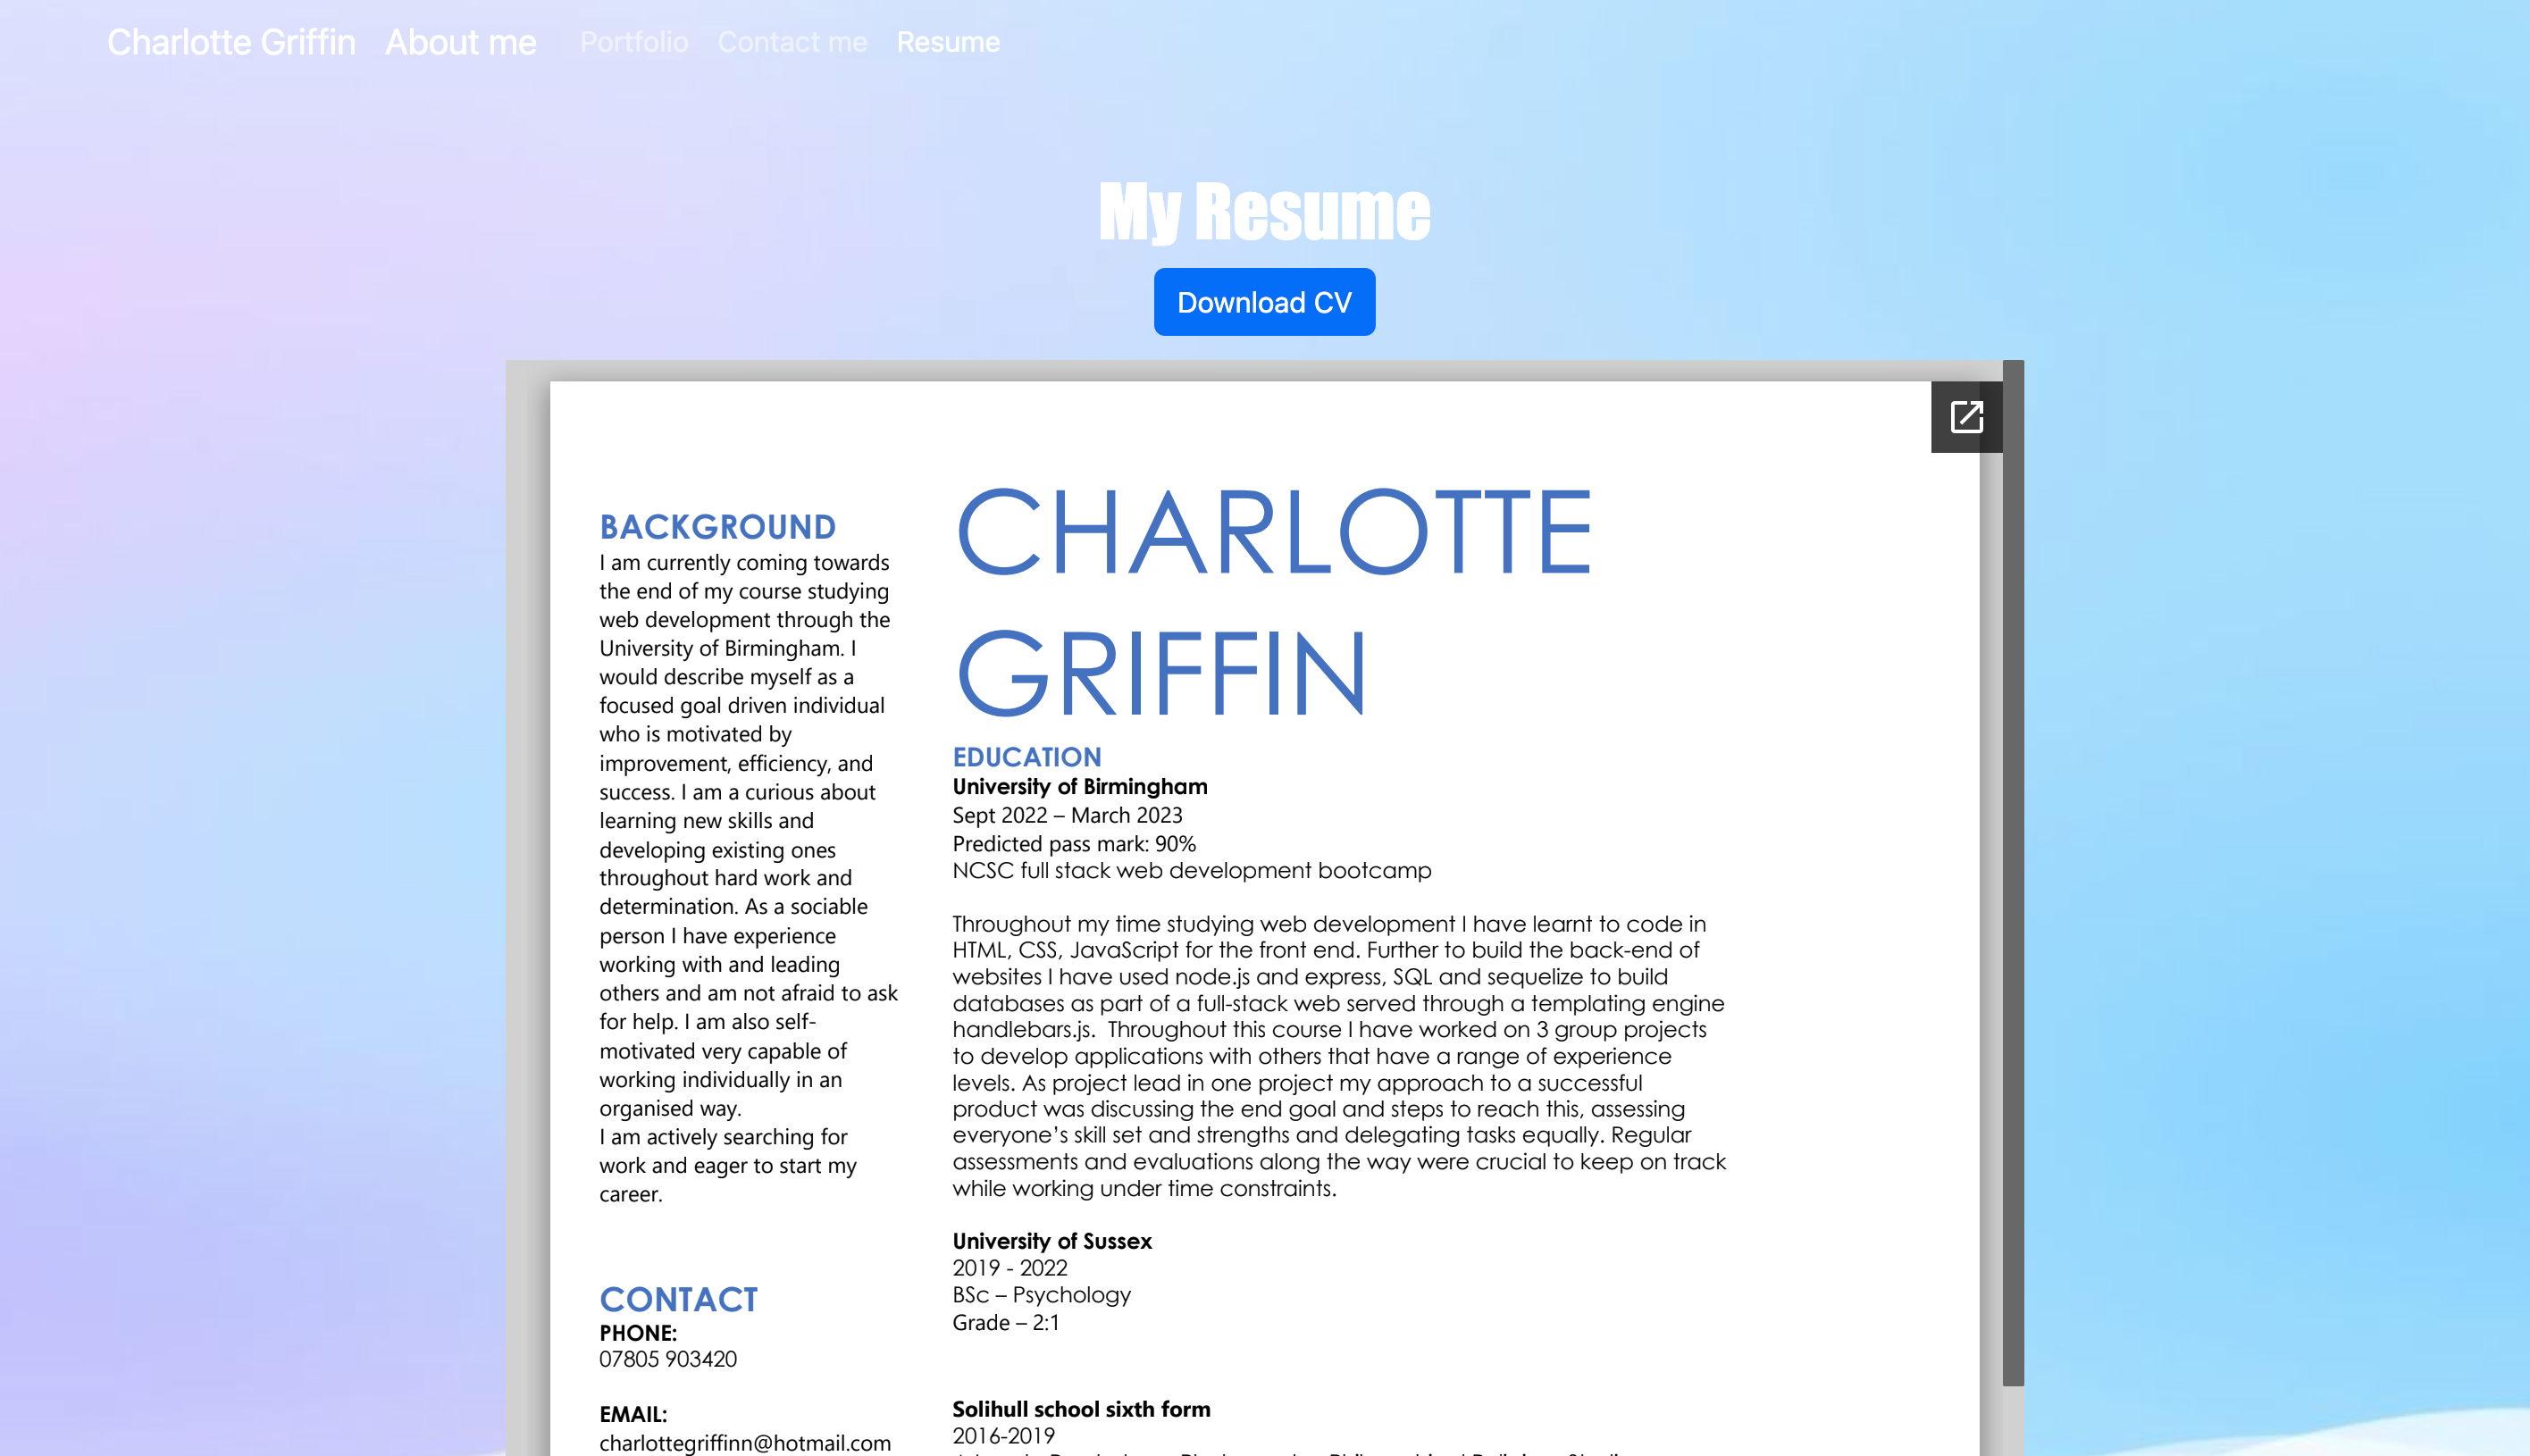 Charlotte Griffin About me Portfolio Contact me Resume
My Resume
Download CV
BACKGROUND
I am currently coming towards
the end of my course studying
web development through the
University of Birmingham. I
would describe myself as a
focused goal driven individual
who is motivated by
improvement, efficiency, and
success. I am a curious about
learning new skills and
developing existing ones
throughout hard work and
determination. As a sociable
person I have experience
working with and leading
others and am not afraid to ask
for help. I am also self-
motivated very capable of
working individually in an
organised way.
I am actively searching for
work and eager to start my
career.
CONTACT
PHONE:
07805 903420
EMAIL:
charlottegriffinn@hotmail.com
CHARLOTTE
GRIFFIN
EDUCATION
University of Birmingham
Sept 2022 – March 2023
Predicted pass mark: 90%
NCSC full stack web development bootcamp
Throughout my time studying web development I have learnt to code in
HTML, CSS, JavaScript for the front end. Further to build the back-end of
websites I have used node.js and express, SQL and sequelize to build
databases as part of a full-stack web served through a templating engine
handlebars.js.  Throughout this course I have worked on 3 group projects
to develop applications with others that have a range of experience
levels. As project lead in one project my approach to a successful
product was discussing the end goal and steps to reach this, assessing
everyone’s skill set and strengths and delegating tasks equally. Regular
assessments and evaluations along the way were crucial to keep on track
while working under time constraints.
University of Sussex
2019 - 2022
BSc – Psychology
Grade – 2:1
Solihull school sixth form
2016-2019